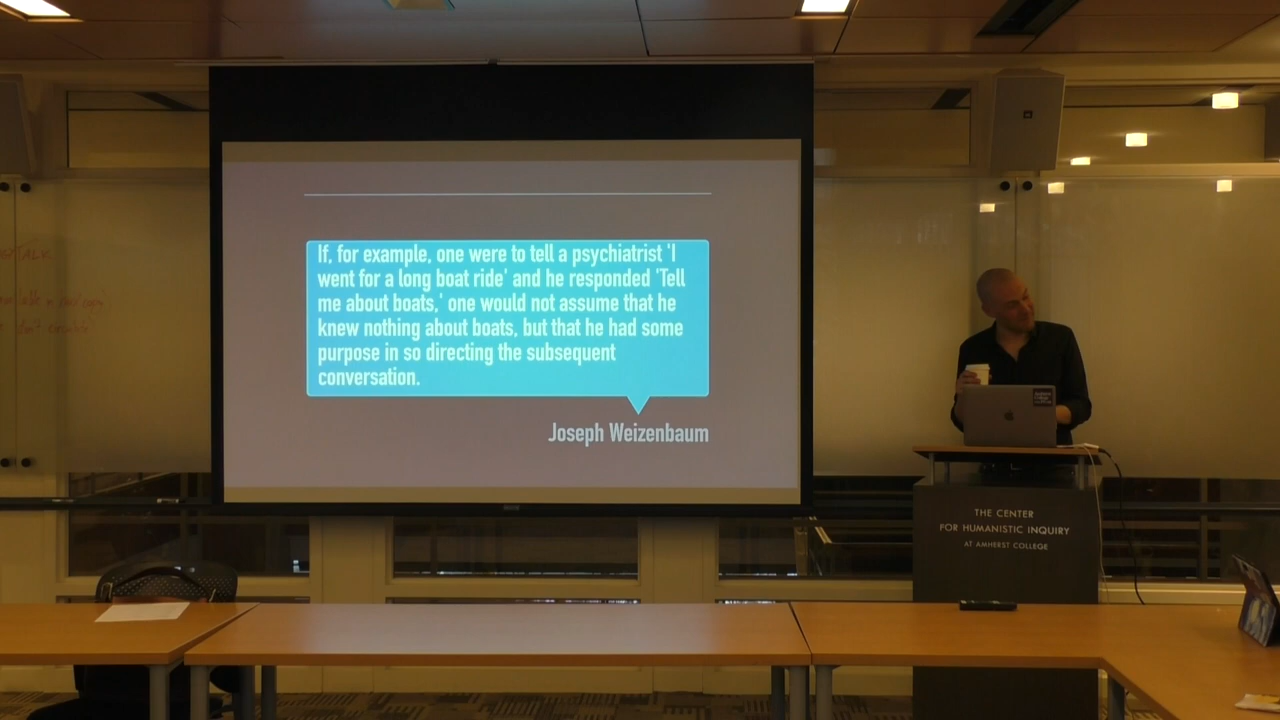 If, for example, one were to tell a psychiatrist 'I
went for a long boat ride' and he responded 'Tell
me about boats,' one would not assume that he
knew nothing about boats, but that he had some
purpose in so directing the subsequent
conversation.
Joseph Weizenbaum
THE CENTER
FOR HUMANISTIC INQUIRY
AT AMHERST COLLEGE